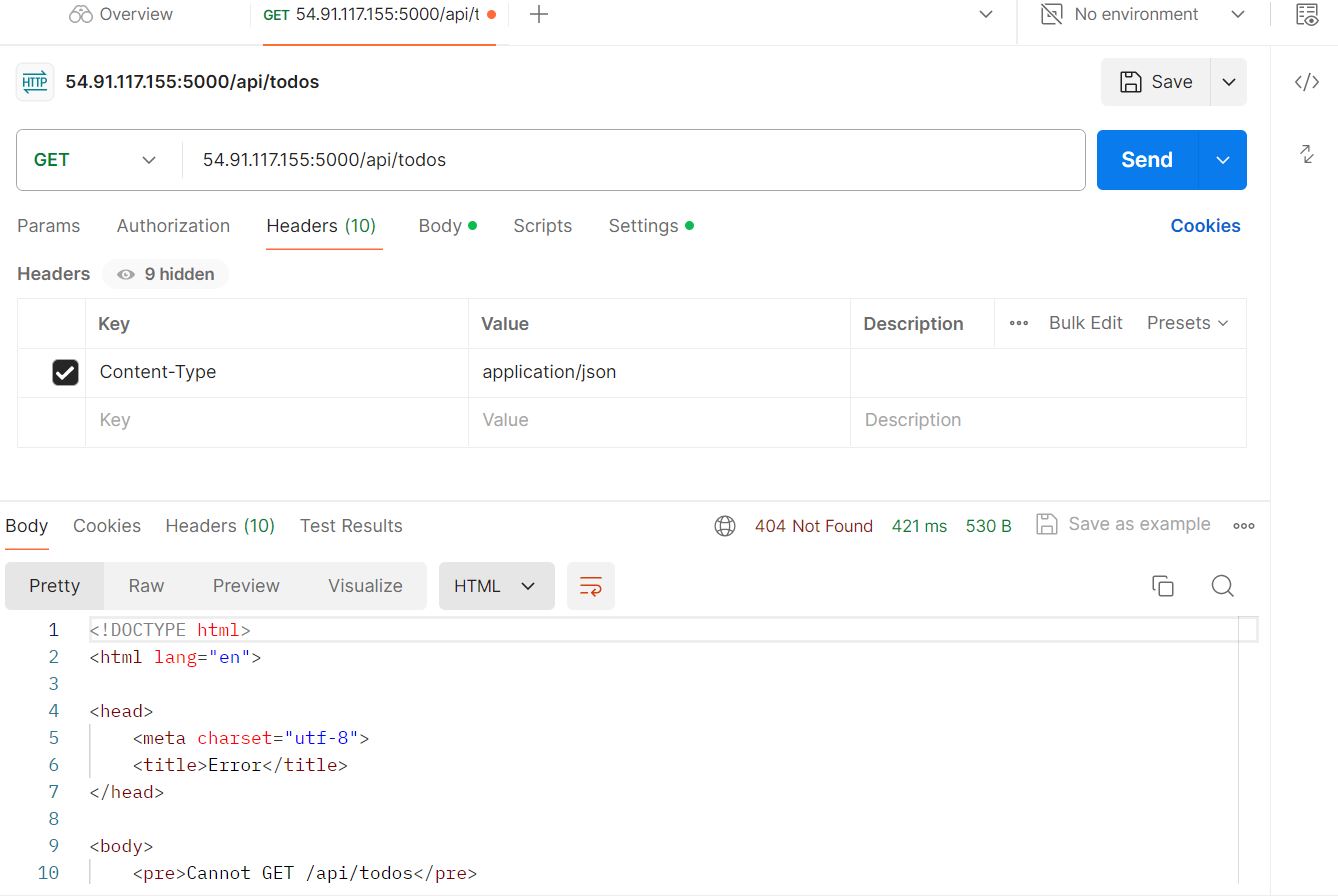 Overview GET 54.91.117.155:5000/api/t No environment
HTTP 54.91.117.155:5000/api/todos Save </>
GET 54.91.117.155:5000/api/todos Send
Params Authorization Headers (10) Body Scripts Settings Cookies
Headers 9 hidden
Key Value Description Bulk Edit Presets
Content-Type application/json
Key Value Description
Body Cookies Headers (10) Test Results 404 Not Found 421 ms 530 B Save as example
Pretty Raw Preview Visualize HTML
1 <!DOCTYPE html>
2 <html lang="en">
3
4 <head>
5 <meta charset="utf-8">
6 <title>Error</title>
7 </head>
8
9 <body>
10 <pre>Cannot GET /api/todos</pre>